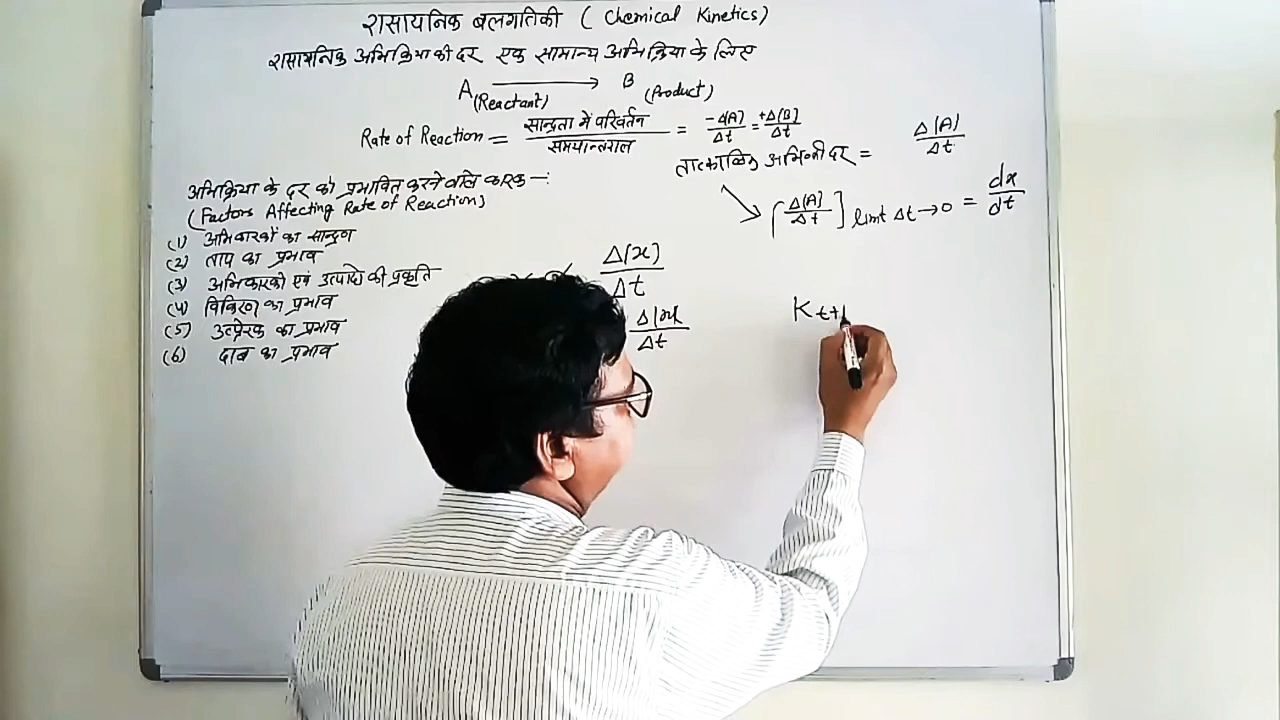 रासायनिक बलगतिकी ( Chemical Kinetics)
रासायनिक अभिक्रिया की दर एक सामान्य अभिक्रिया के लिए
A (Reactant) ⟶ B (Product)
Rate of Reaction = सान्द्रता में परिवर्तन / समयान्तराल = -d[A]/Δt = +Δ[B]/Δt
तात्कालिक दर = Δ[A]/Δt
[Δ[A]/Δt] limt Δt→0 = dx/dt
अभिक्रिया के दर को प्रभावित करने वाले कारक—:
(Factors Affecting Rate of Reaction)
(1) अभिकारकों का सान्द्रण
(2) ताप का प्रभाव
(3) अभिकारको एवं उत्पादो की प्रकृति
(4) विकिरण का प्रभाव
(5) उत्प्रेरक का प्रभाव
(6) दाब का प्रभाव
Δ[x]/Δt
Δt
K t+1